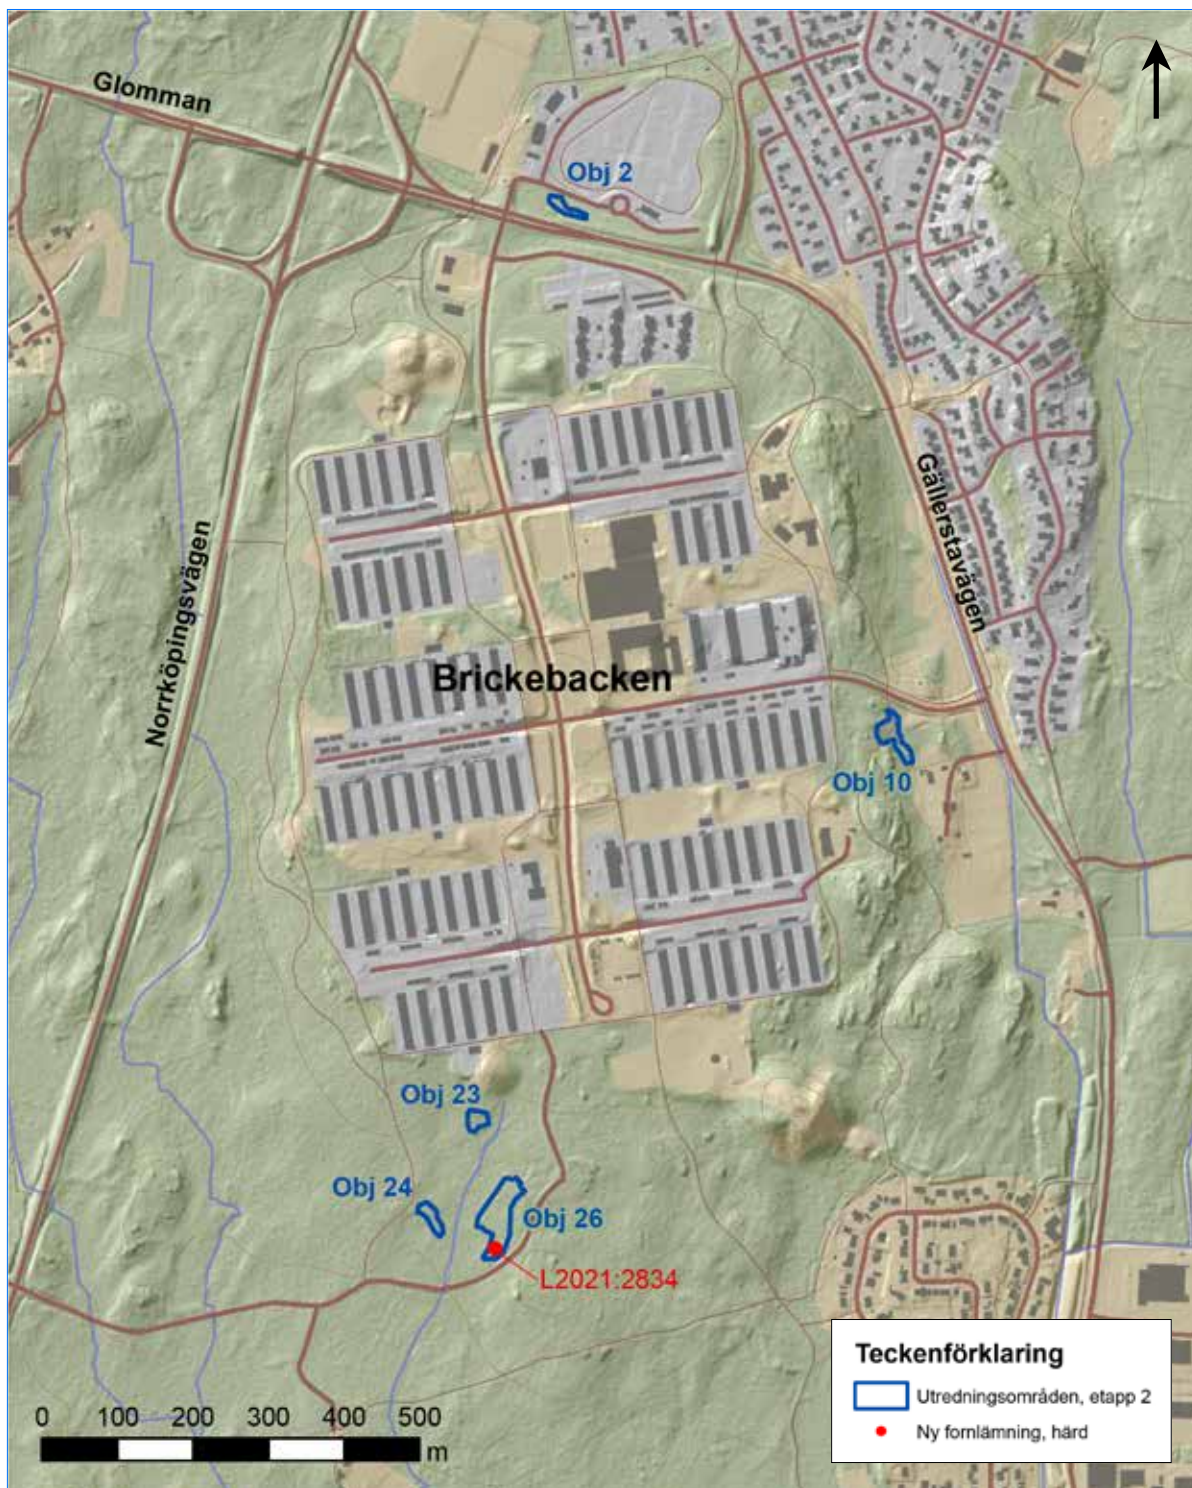 Glomman
Obj 2
Gällerstavägen
Norrköpingsvägen
Brickebacken
Obj 10
Obj 23
Obj 24
Obj 26
L2021:2834
Teckenförklaring
Utredningsområden, etapp 2
Ny fornlämning, härd
0 100 200 300 400 500
m